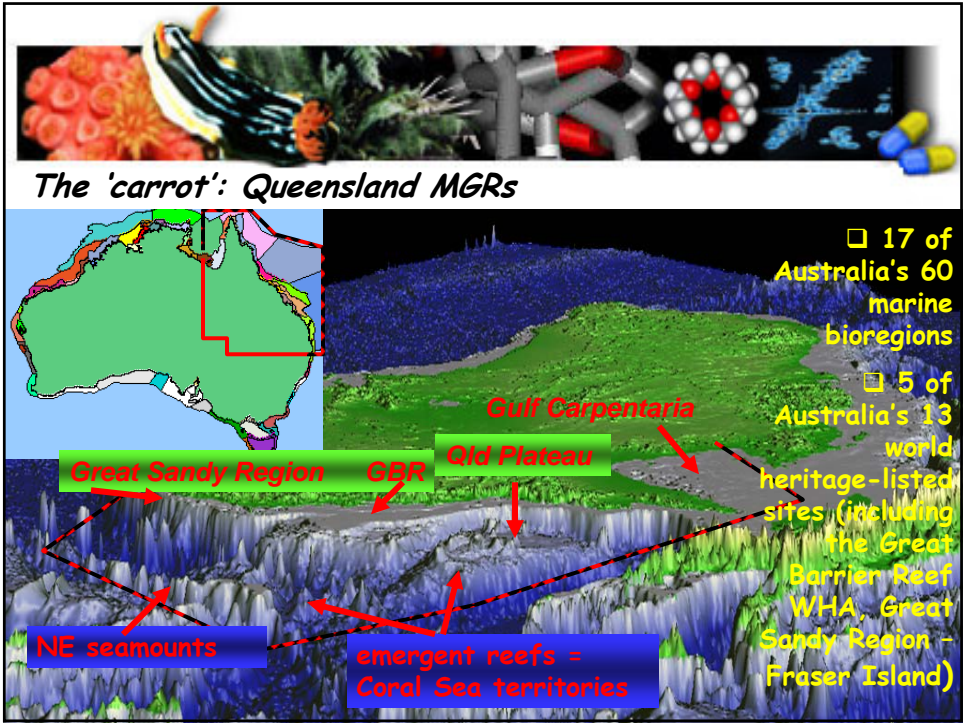 The ‘carrot’: Queensland MGRs
❑ 17 of
Australia’s 60
marine
bioregions
❑ 5 of
Australia’s 13
world
heritage-listed
sites (including
the Great
Barrier Reef
WHA, Great
Sandy Region –
Fraser Island)
Gulf Carpentaria
Qld Plateau
Great Sandy Region GBR
NE seamounts
emergent reefs =
Coral Sea territories